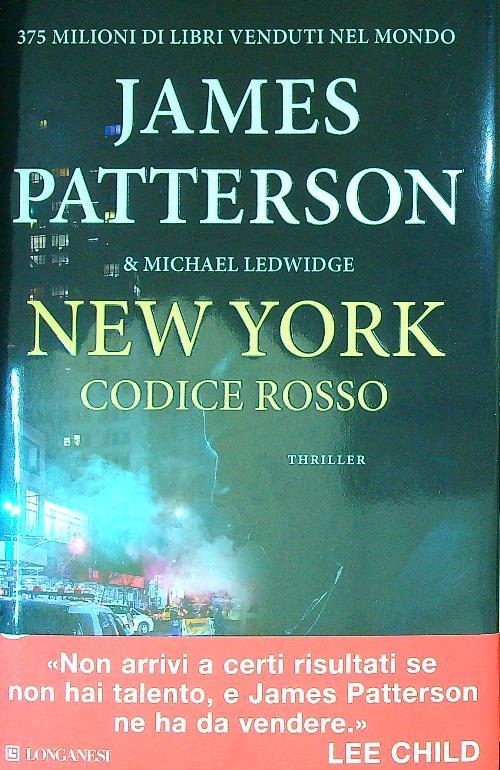 375 MILIONI DI LIBRI VENDUTI NEL MONDO
JAMES
PATTERSON
& MICHAEL LEDWIDGE
NEW YORK
CODICE ROSSO
THRILLER
«Non arrivi a certi risultati se
non hai talento, e James Patterson
ne ha da vendere.»
LONGANESI
LEE CHILD